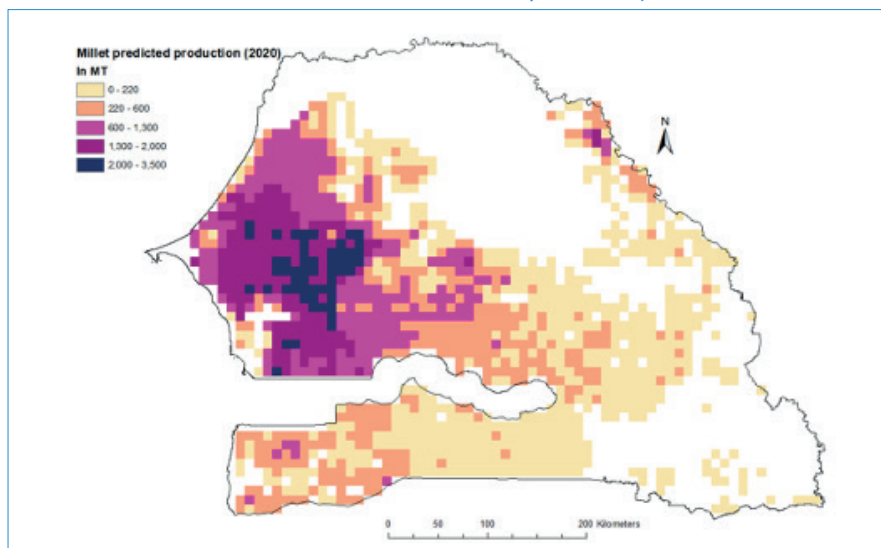 Millet predicted production (2020)
In MT
0 - 220
220 - 600
600 - 1,300
1,300 - 2,000
2,000 - 3,500
N
0 50 100 200 Kilometers